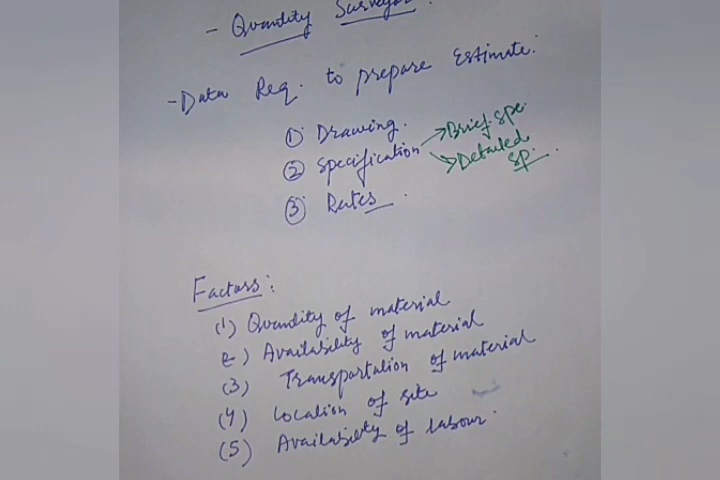 - Quantity Surveyor.
- Data Req. to prepare Estimate:
① Drawing.
② Specification → Brief. spe.
→ Detailed sp.
③ Rates.
Factors:
(1) Quantity of material
2) Availability of material
(3) Transportation of material
(4) Location of site
(5) Availability of labour.